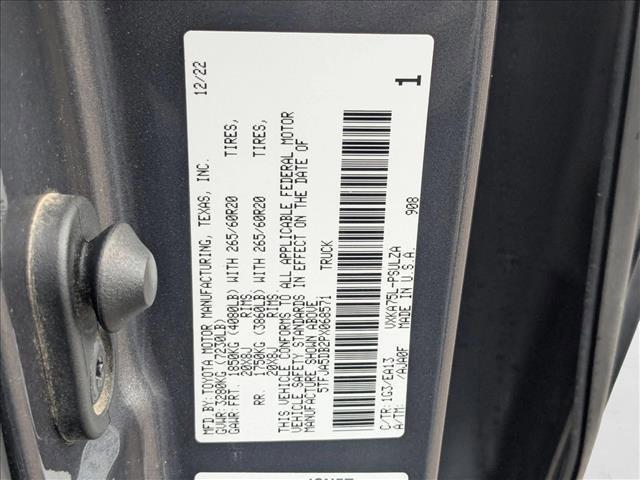 MFD BY: TOYOTA MOTOR MANUFACTURING, TEXAS, INC. 12/22
GVWR: 3280KG (7230LB)
GAWR: FRT. 1850KG (4080LB) WITH 265/60R20 TIRES,
20X8J RIMS
RR. 1750KG (3860LB) WITH 265/60R20 TIRES,
20X8J RIMS
THIS VEHICLE CONFORMS TO ALL APPLICABLE FEDERAL MOTOR
VEHICLE SAFETY STANDARDS IN EFFECT ON THE DATE OF
MANUFACTURE SHOWN ABOVE.
5TFJA5DB2PX068571 TRUCK
C/TR: 1G3/EA13 VXKA75L-PSVLZA
A/TM: /AJA0F MADE IN U.S.A. 908
1